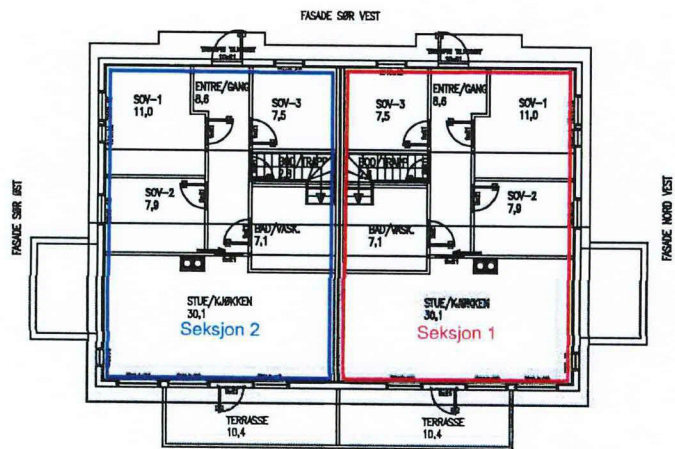 FASADE SØR VEST
ENTRE/GANG
8,6
SOV-1
11,0
SOV-3
7,5
SOV-3
7,5
ENTRE/GANG
8,6
SOV-1
11,0
BOD/TRAPP
2,8
BOD/TRAPP
SOV-2
7,9
SOV-2
7,9
BAD/VASK.
7,1
BAD/VASK.
7,1
FASADE SØR ØST
FASADE NORD VEST
STUE/KJØKKEN
30,1
Seksjon 2
STUE/KJØKKEN
30,1
Seksjon 1
TERRASSE
10,4
TERRASSE
10,4